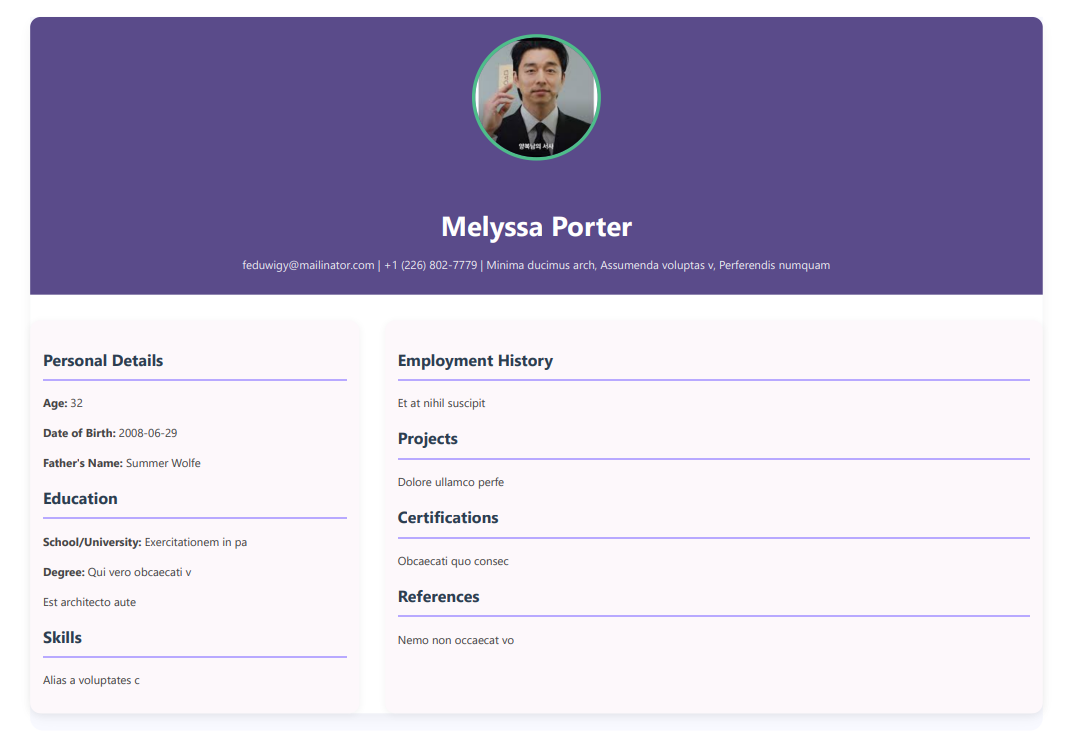 양복남의 서사
Melyssa Porter
feduwigy@mailinator.com | +1 (226) 802-7779 | Minima ducimus arch, Assumenda voluptas v, Perferendis numquam
Personal Details
Age: 32
Date of Birth: 2008-06-29
Father's Name: Summer Wolfe
Education
School/University: Exercitationem in pa
Degree: Qui vero obcaecati v
Est architecto aute
Skills
Alias a voluptates c
Employment History
Et at nihil suscipit
Projects
Dolore ullamco perfe
Certifications
Obcaecati quo consec
References
Nemo non occaecat vo